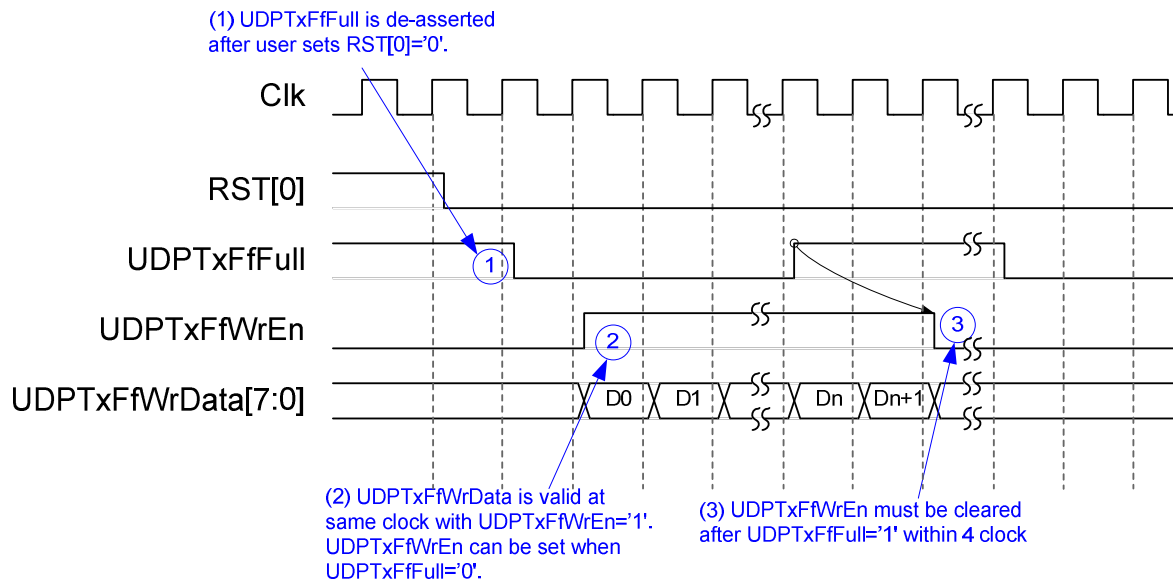 (1) UDPTxFfFull is de-asserted
after user sets RST[0]='0'.
Clk
RST[0]
UDPTxFfFull
1
UDPTxFfWrEn
2
3
UDPTxFfWrData[7:0]
D0
D1
Dn
Dn+1
(2) UDPTxFfWrData is valid at
same clock with UDPTxFfWrEn='1'.
UDPTxFfWrEn can be set when
UDPTxFfFull='0'.
(3) UDPTxFfWrEn must be cleared
after UDPTxFfFull='1' within 4 clock